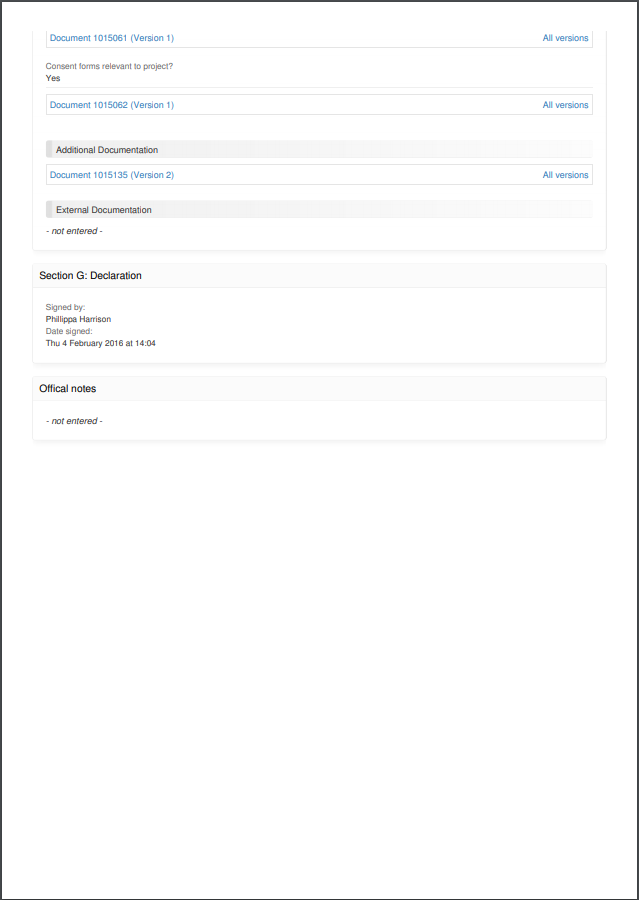 Document 1015061 (Version 1) All versions
Consent forms relevant to project?
Yes
Document 1015062 (Version 1) All versions
Additional Documentation
Document 1015135 (Version 2) All versions
External Documentation
- not entered -
Section G: Declaration
Signed by:
Phillippa Harrison
Date signed:
Thu 4 February 2016 at 14:04
Offical notes
- not entered -